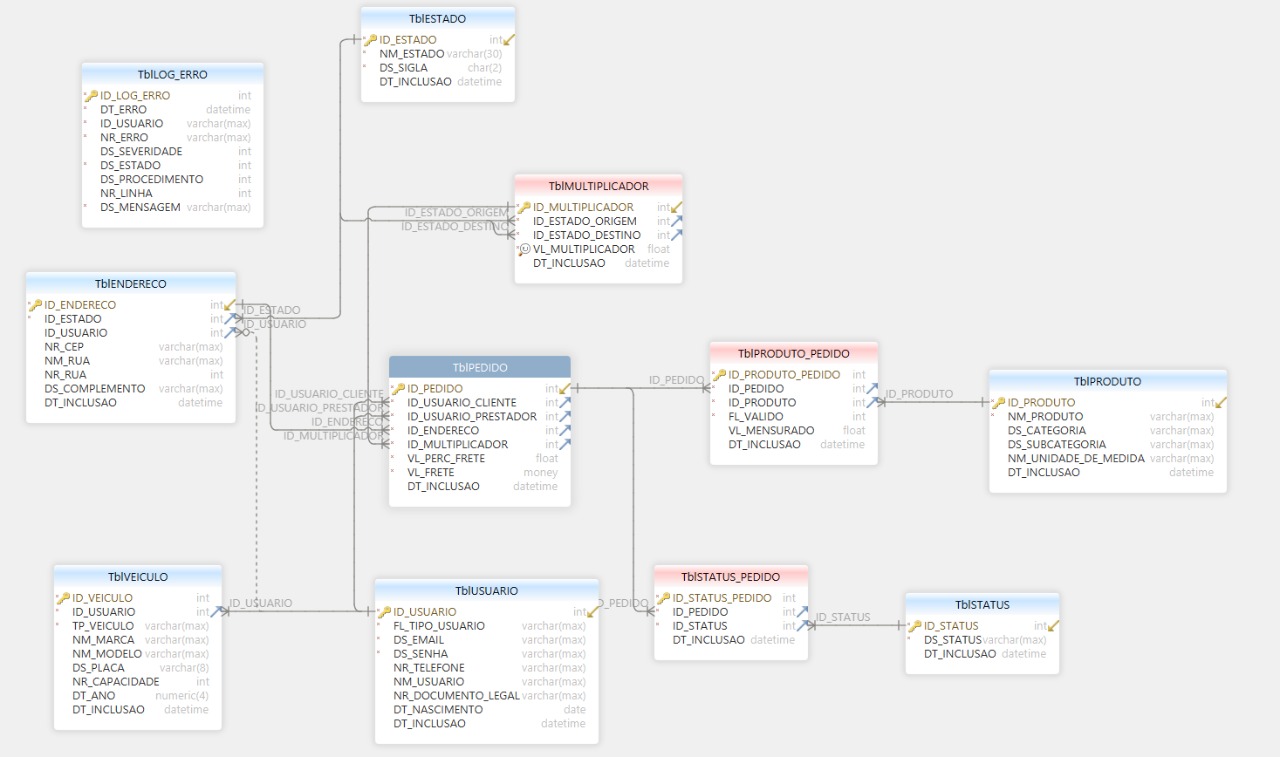 TblESTADO
ID_ESTADO int
NM_ESTADO varchar(30)
DS_SIGLA char(2)
DT_INCLUSAO datetime
TblLOG_ERRO
ID_LOG_ERRO int
DT_ERRO datetime
ID_USUARIO varchar(max)
NR_ERRO varchar(max)
DS_SEVERIDADE int
DS_ESTADO int
DS_PROCEDIMENTO int
NR_LINHA int
DS_MENSAGEM varchar(max)
TblMULTIPLICADOR
ID_MULTIPLICADOR int
ID_ESTADO_ORIGEM int
ID_ESTADO_DESTINO int
VL_MULTIPLICADOR float
DT_INCLUSAO datetime
ID_ESTADO_ORIGEM
ID_ESTADO_DESTINO
TblENDERECO
ID_ENDERECO int
ID_ESTADO int
ID_USUARIO int
NR_CEP varchar(max)
NM_RUA varchar(max)
NR_RUA int
DS_COMPLEMENTO varchar(max)
DT_INCLUSAO datetime
ID_ESTADO
ID_USUARIO
TblPEDIDO
ID_PEDIDO int
ID_USUARIO_CLIENTE int
ID_USUARIO_PRESTADOR int
ID_ENDERECO int
ID_MULTIPLICADOR int
VL_PERC_FRETE float
VL_FRETE money
DT_INCLUSAO datetime
ID_USUARIO_CLIENTE
ID_USUARIO_PRESTADOR
ID_ENDERECO
ID_MULTIPLICADOR
ID_PEDIDO
TblPRODUTO_PEDIDO
ID_PRODUTO_PEDIDO int
ID_PEDIDO int
ID_PRODUTO int
FL_VALIDO int
VL_MENSURADO float
DT_INCLUSAO datetime
ID_PRODUTO
TblPRODUTO
ID_PRODUTO int
NM_PRODUTO varchar(max)
DS_CATEGORIA varchar(max)
DS_SUBCATEGORIA varchar(max)
NM_UNIDADE_DE_MEDIDA varchar(max)
DT_INCLUSAO datetime
TblVEICULO
ID_VEICULO int
ID_USUARIO int
TP_VEICULO varchar(max)
NM_MARCA varchar(max)
NM_MODELO varchar(max)
DS_PLACA varchar(8)
NR_CAPACIDADE int
DT_ANO numeric(4)
DT_INCLUSAO datetime
ID_USUARIO
TblUSUARIO
ID_USUARIO int
FL_TIPO_USUARIO varchar(max)
DS_EMAIL varchar(max)
DS_SENHA varchar(max)
NR_TELEFONE varchar(max)
NM_USUARIO varchar(max)
NR_DOCUMENTO_LEGAL varchar(max)
DT_NASCIMENTO date
DT_INCLUSAO datetime
D_PEDIDO
TblSTATUS_PEDIDO
ID_STATUS_PEDIDO int
ID_PEDIDO int
ID_STATUS int
DT_INCLUSAO datetime
ID_STATUS
TblSTATUS
ID_STATUS int
DS_STATUS varchar(max)
DT_INCLUSAO datetime